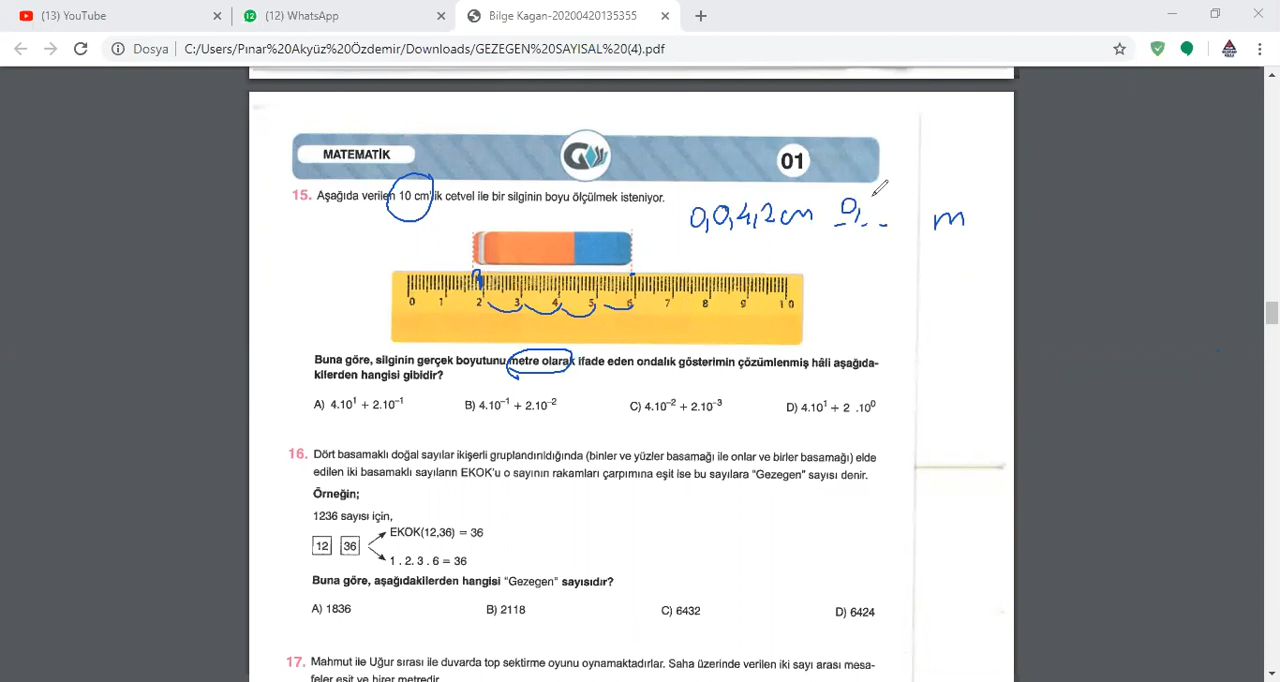 (13) YouTube
(12) WhatsApp
Bilge Kagan-20200420135355
Dosya
C:/Users/Pınar%20Akyüz%20Özdemir/Downloads/GEZEGEN%20SAYISAL%20(4).pdf
MATEMATİK
01
15. Aşağıda verilen 10 cm'lik cetvel ile bir silginin boyu ölçülmek isteniyor.
0,0,4,2cm 0,.. m
0 1 2 3 4 5 6 7 8 9 10
Buna göre, silginin gerçek boyutunu metre olarak ifade eden ondalık gösterimin çözümlenmiş hâli aşağıda-
kilerden hangisi gibidir?
A) 4.10¹ + 2.10⁻¹ B) 4.10⁻¹ + 2.10⁻² C) 4.10⁻² + 2.10⁻³ D) 4.10¹ + 2 .10⁰
16. Dört basamaklı doğal sayılar ikişerli gruplandırıldığında (binler ve yüzler basamağı ile onlar ve birler basamağı) elde
edilen iki basamaklı sayıların EKOK'u o sayının rakamları çarpımına eşit ise bu sayılara "Gezegen" sayısı denir.
Örneğin;
1236 sayısı için,
EKOK(12,36) = 36
12 36
1 . 2. 3 . 6 = 36
Buna göre, aşağıdakilerden hangisi "Gezegen" sayısıdır?
A) 1836 B) 2118 C) 6432 D) 6424
17. Mahmut ile Uğur sırası ile duvarda top sektirme oyunu oynamaktadırlar. Saha üzerinde verilen iki sayı arası mesa-
feler eşit ve birer metredir.